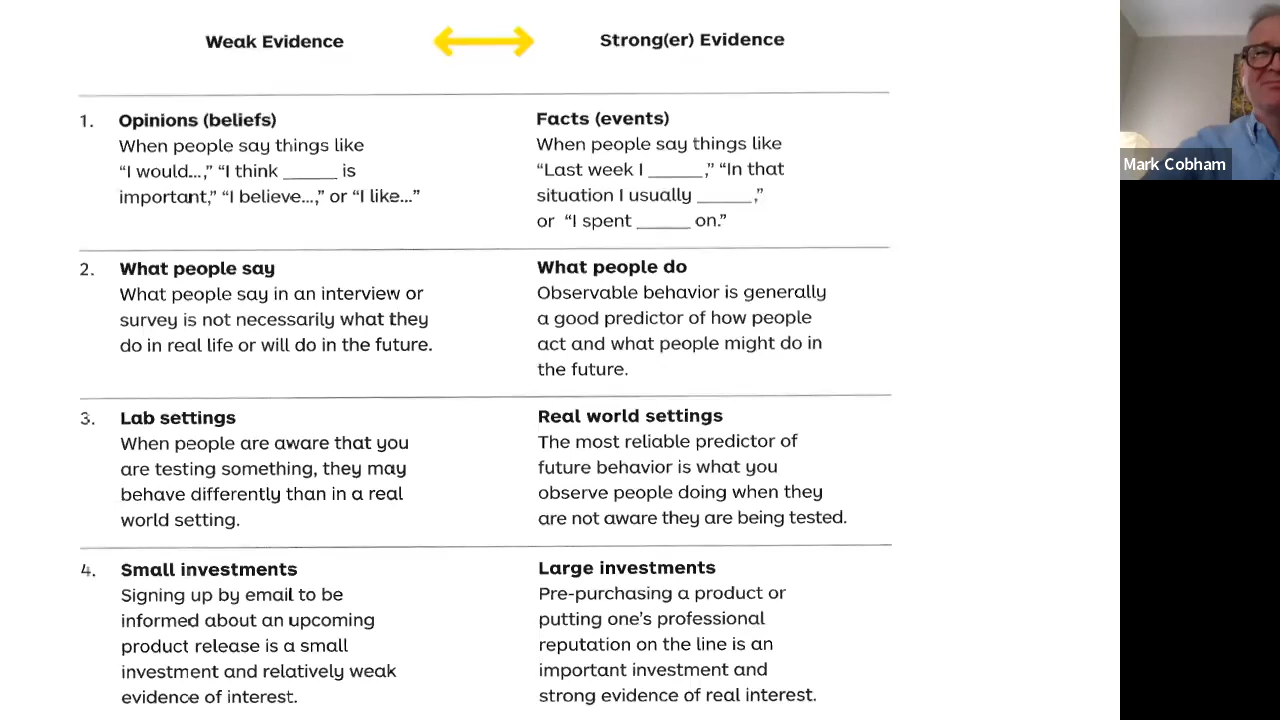 Weak Evidence
Strong(er) Evidence
1. Opinions (beliefs)
When people say things like
“I would...,” “I think ______ is
important,” “I believe...,” or “I like...”
Facts (events)
When people say things like
“Last week I ______,” “In that
situation I usually ______,”
or “I spent ______ on.”
2. What people say
What people say in an interview or
survey is not necessarily what they
do in real life or will do in the future.
What people do
Observable behavior is generally
a good predictor of how people
act and what people might do in
the future.
3. Lab settings
When people are aware that you
are testing something, they may
behave differently than in a real
world setting.
Real world settings
The most reliable predictor of
future behavior is what you
observe people doing when they
are not aware they are being tested.
4. Small investments
Signing up by email to be
informed about an upcoming
product release is a small
investment and relatively weak
evidence of interest.
Large investments
Pre-purchasing a product or
putting one’s professional
reputation on the line is an
important investment and
strong evidence of real interest.
Mark Cobham